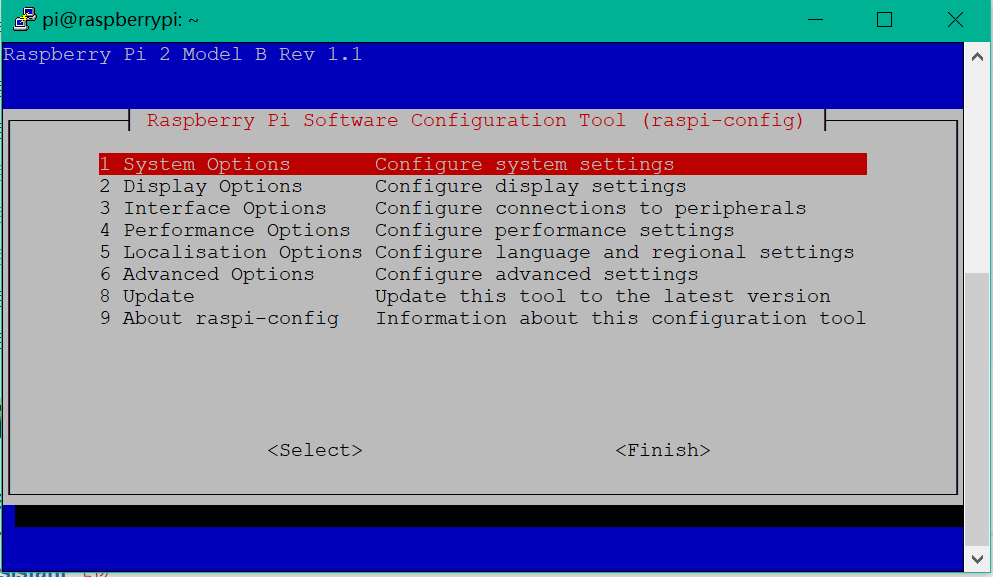 pi@raspberrypi: ~
Raspberry Pi 2 Model B Rev 1.1
Raspberry Pi Software Configuration Tool (raspi-config)
1 System Options Configure system settings
2 Display Options Configure display settings
3 Interface Options Configure connections to peripherals
4 Performance Options Configure performance settings
5 Localisation Options Configure language and regional settings
6 Advanced Options Configure advanced settings
8 Update Update this tool to the latest version
9 About raspi-config Information about this configuration tool
<Select> <Finish>